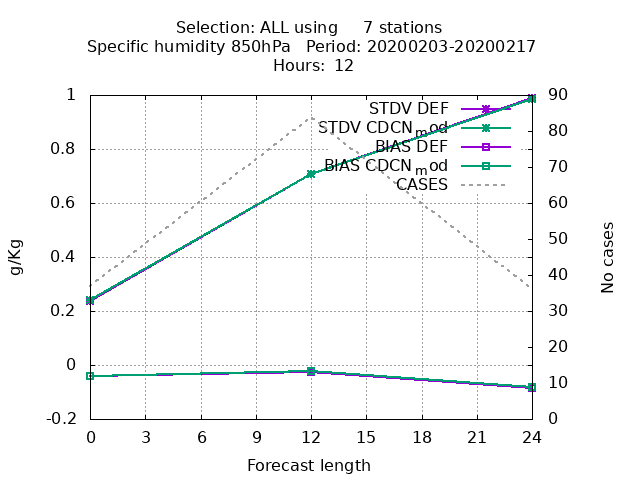 Selection: ALL using     7 stations
Specific humidity 850hPa   Period: 20200203-20200217
Hours: 12
1
0.8
0.6
0.4
0.2
0
-0.2
g/Kg
90
80
70
60
50
40
30
20
10
0
No cases
STDV DEF
STDV CDCNmod
BIAS DEF
BIAS CDCNmod
CASES
0 3 6 9 12 15 18 21 24
Forecast length